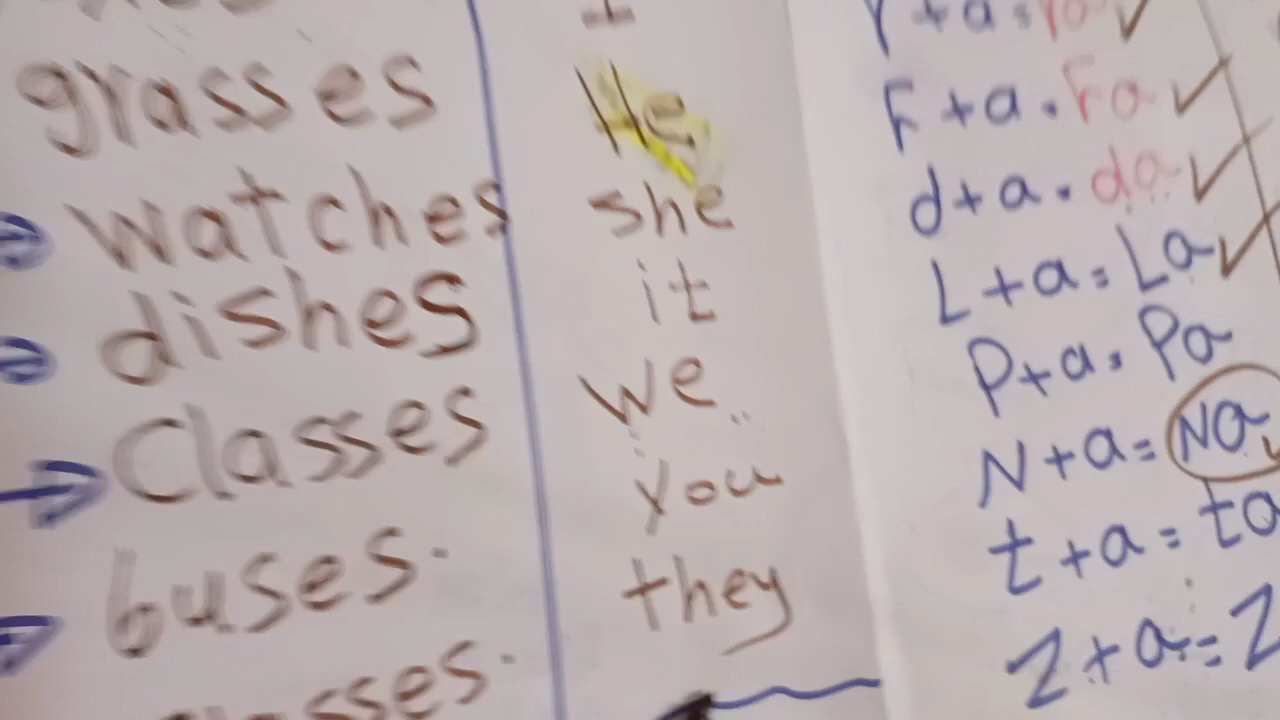 grasses
watches
dishes
Classes
buses.
I
He
she
it
we
you
they
F + a = Fa
d + a = da
L + a = La
P + a = Pa
N + a = Na
t + a = ta
Z + a = Z